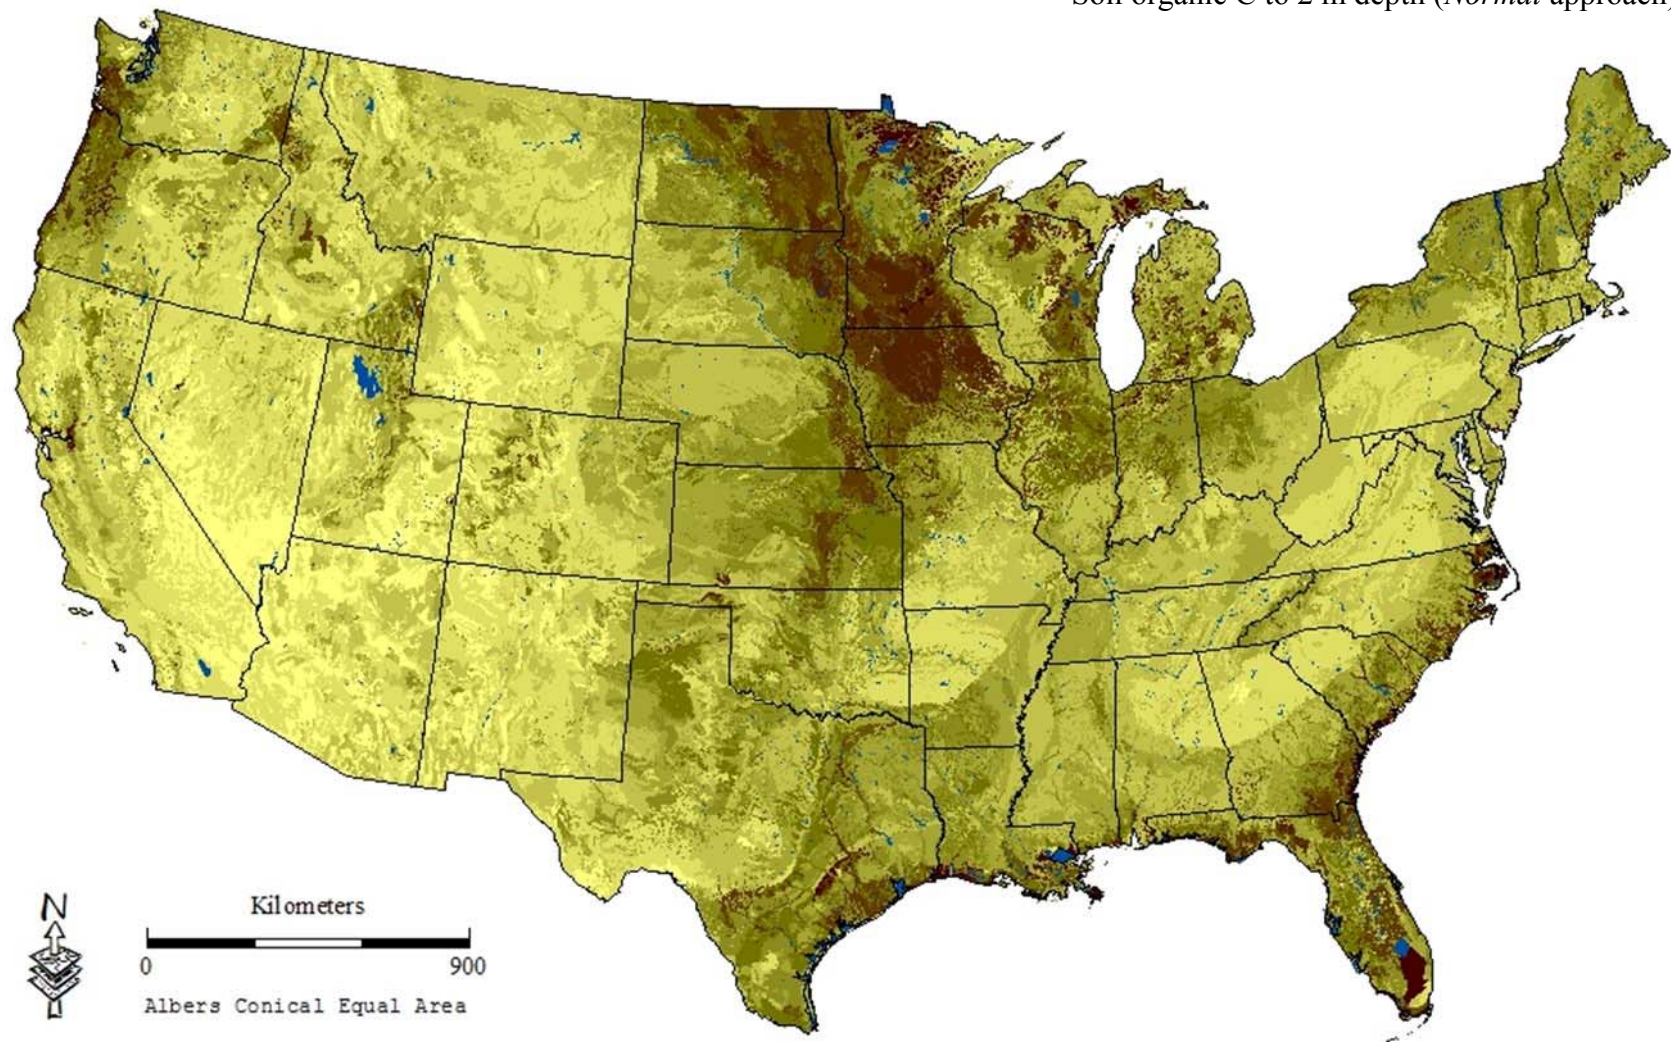 Soil organic C to 2 m depth (Normal approach)
N
Kilometers
0 900
Albers Conical Equal Area